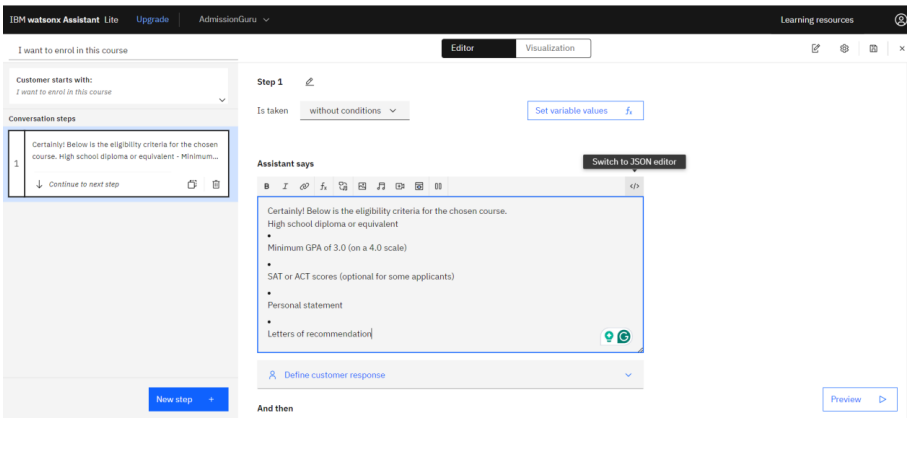 IBM watsonx Assistant Lite Upgrade AdmissionGuru Learning resources
I want to enrol in this course Editor Visualization
Customer starts with:
I want to enrol in this course
Conversation steps
1 Certainly! Below is the eligibility criteria for the chosen
course. High school diploma or equivalent - Minimum...
Continue to next step
New step +
Step 1
Is taken without conditions Set variable values fx
Assistant says Switch to JSON editor
B I fx </>
Certainly! Below is the eligibility criteria for the chosen course.
High school diploma or equivalent
•
Minimum GPA of 3.0 (on a 4.0 scale)
•
SAT or ACT scores (optional for some applicants)
•
Personal statement
•
Letters of recommendation
Define customer response
And then
Preview